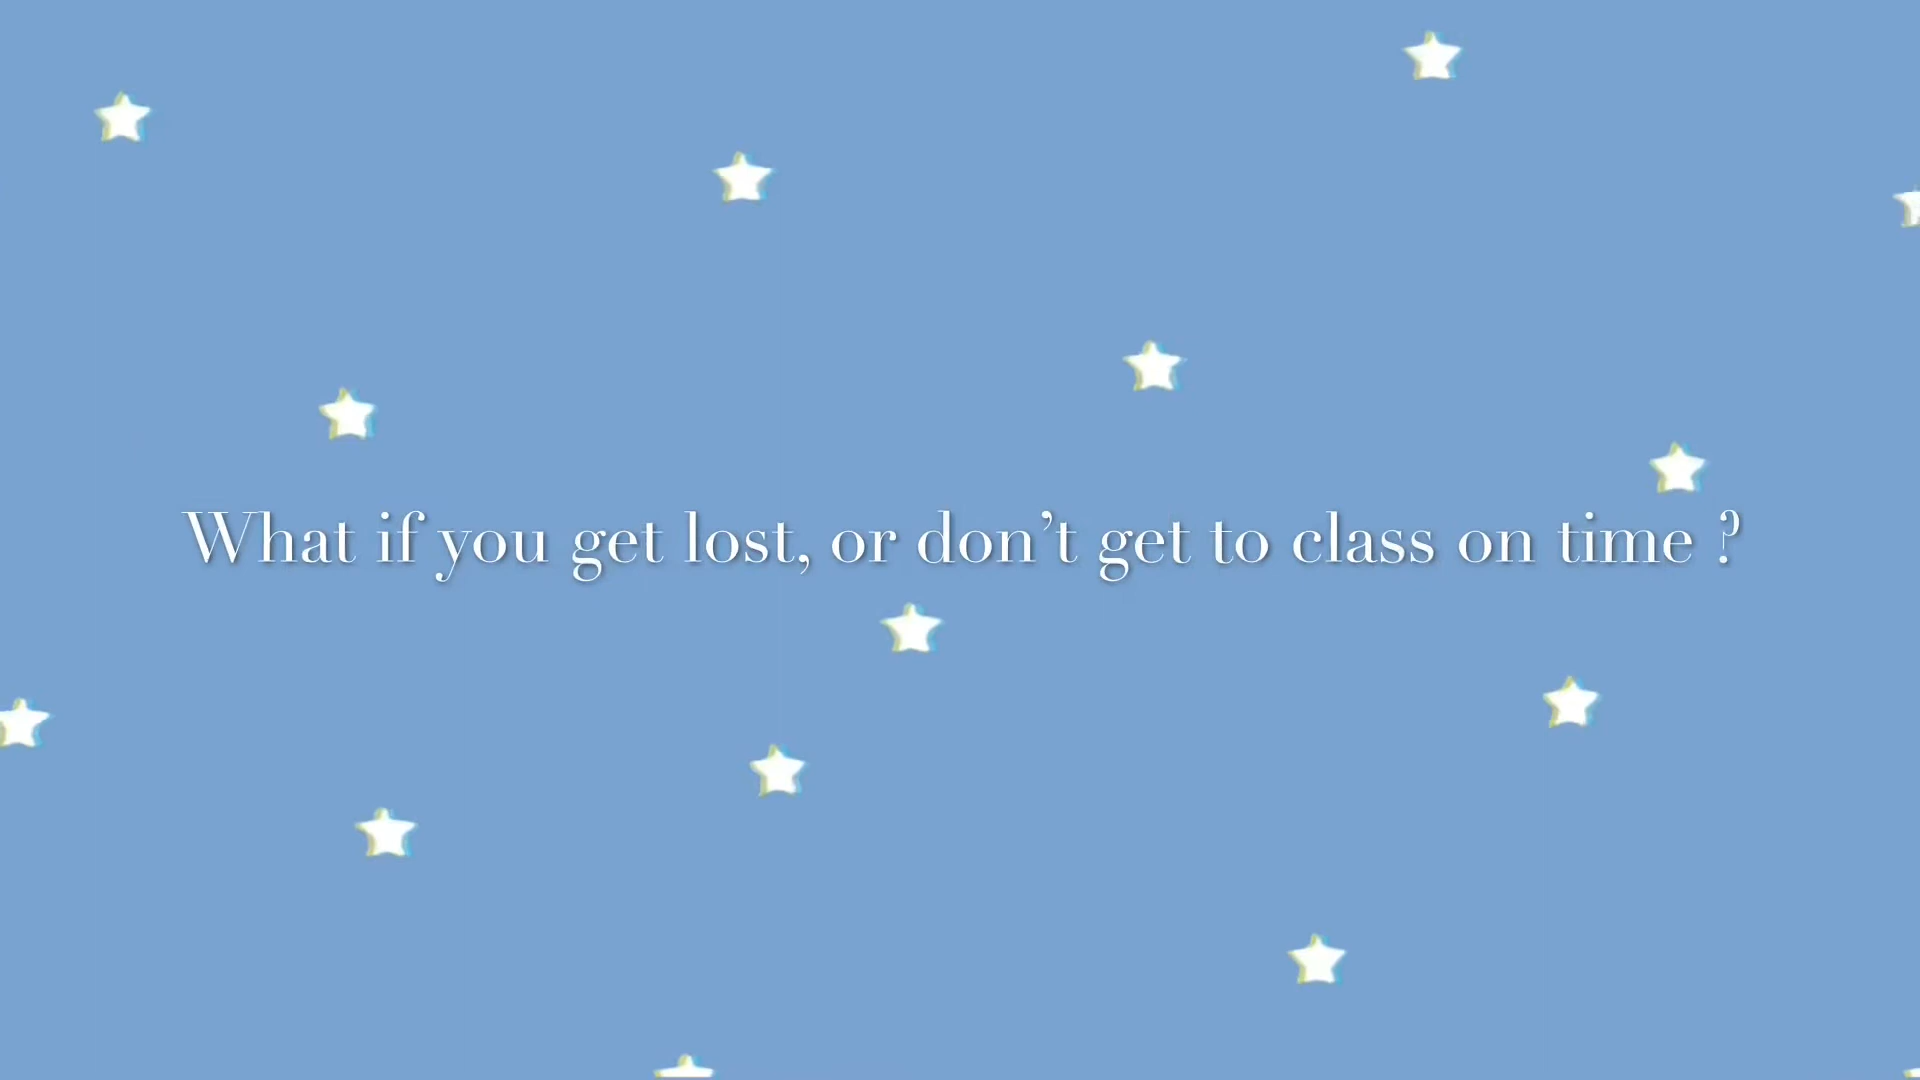 What if you get lost, or don’t get to class on time ?